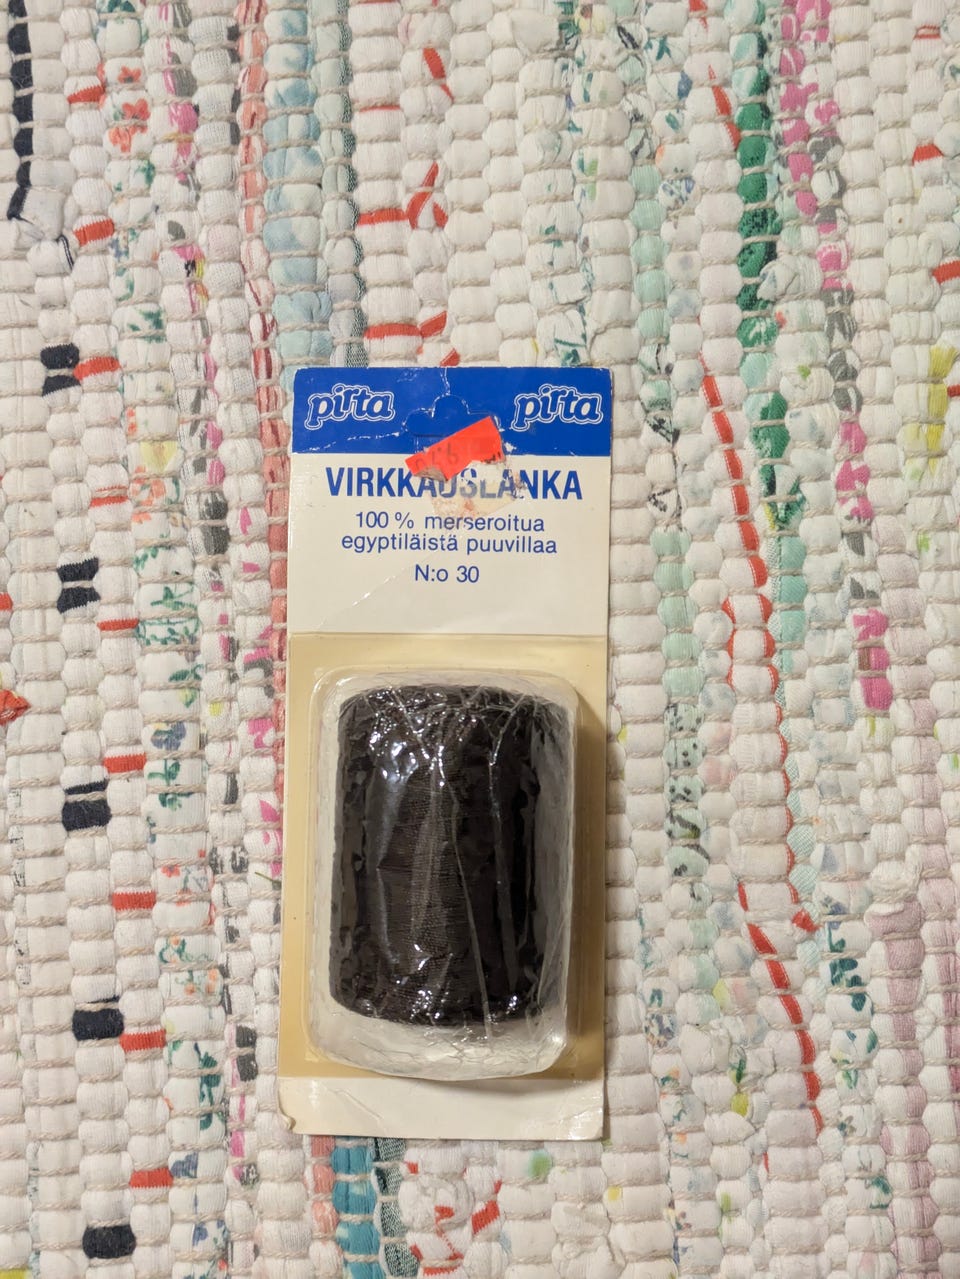 pirta pirta
VIRKKAUSLANKA
100 % merseroitua
egyptiläistä puuvillaa
N:o 30